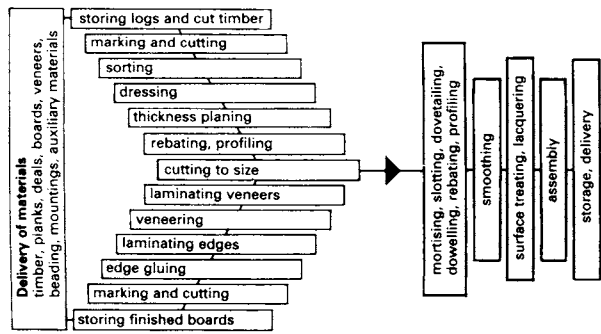 Delivery of materials
timber, planks, deals, boards, veneers,
beading, mountings, auxiliary materials
storing logs and cut timber
marking and cutting
sorting
dressing
thickness planing
rebating, profiling
cutting to size
laminating veneers
veneering
laminating edges
edge gluing
marking and cutting
storing finished boards
mortising, slotting, dovetailing,
dowelling, rebating, profiling
smoothing
surface treating, lacquering
assembly
storage, delivery